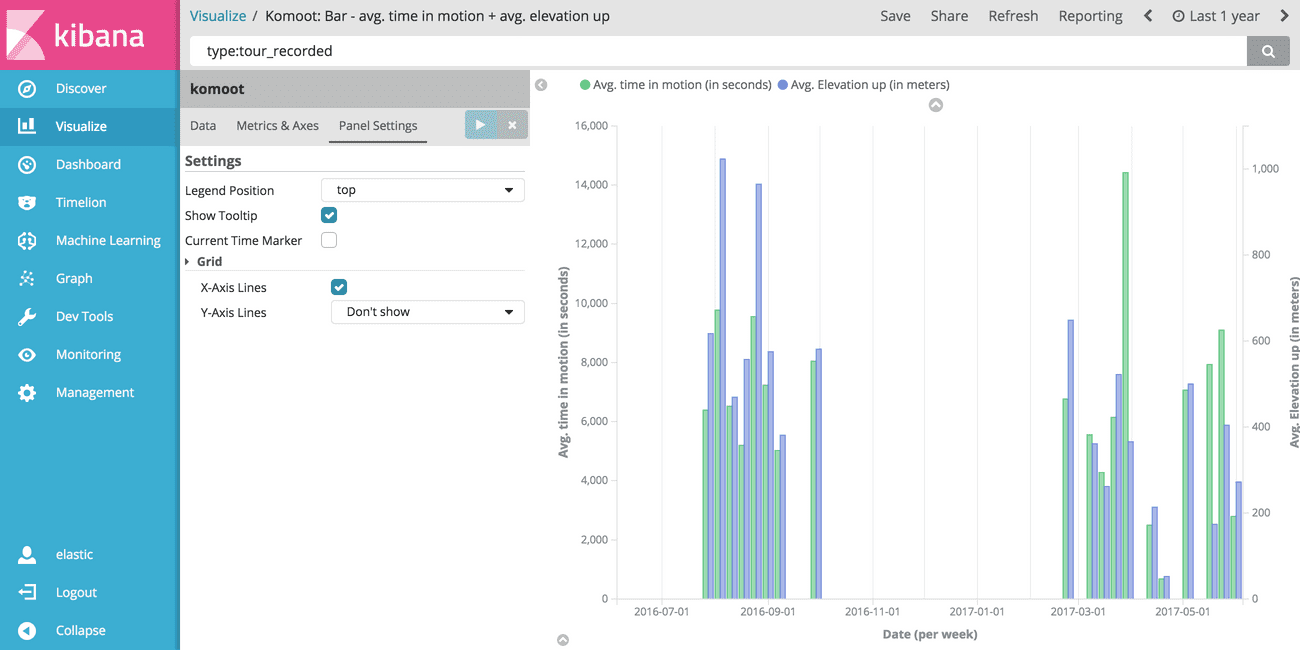 kibana
Visualize / Komoot: Bar - avg. time in motion + avg. elevation up
Save Share Refresh Reporting Last 1 year
type:tour_recorded
Discover
Visualize
Dashboard
Timelion
Machine Learning
Graph
Dev Tools
Monitoring
Management
elastic
Logout
Collapse
komoot
Data Metrics & Axes Panel Settings
Settings
Legend Position top
Show Tooltip
Current Time Marker
Grid
X-Axis Lines
Y-Axis Lines Don't show
Avg. time in motion (in seconds) Avg. Elevation up (in meters)
Avg. time in motion (in seconds)
16,000
14,000
12,000
10,000
8,000
6,000
4,000
2,000
0
1,000
800
600
400
200
0
Avg. Elevation up (in meters)
2016-07-01 2016-09-01 2016-11-01 2017-01-01 2017-03-01 2017-05-01
Date (per week)